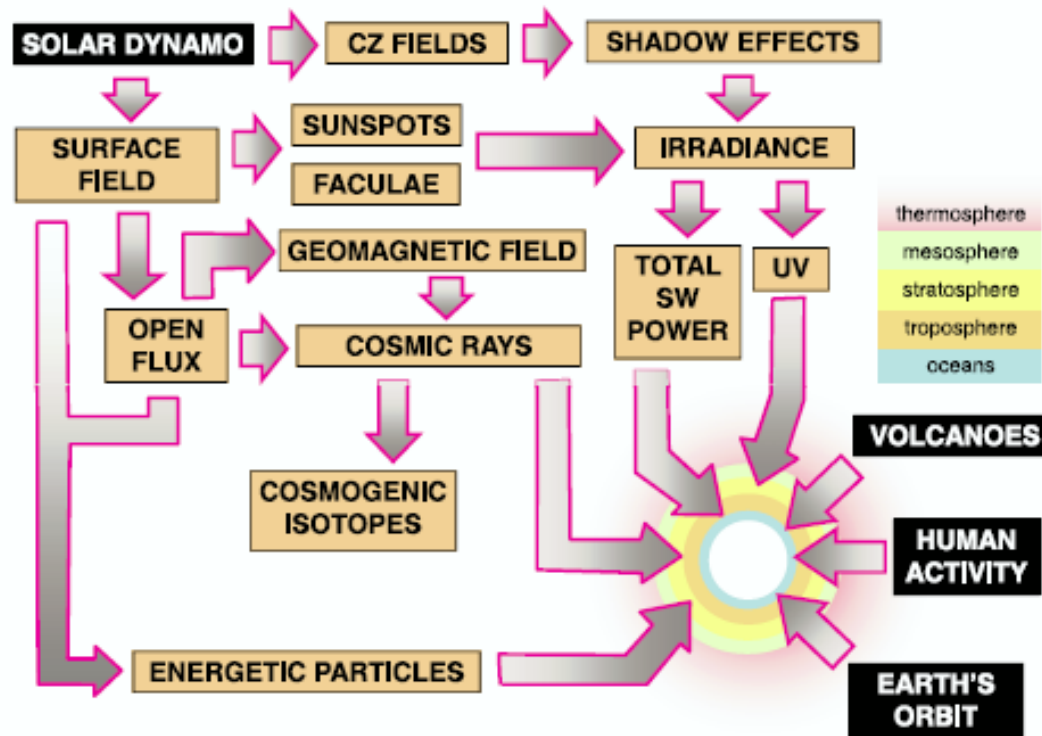 SOLAR DYNAMO
CZ FIELDS
SHADOW EFFECTS
SURFACE
FIELD
SUNSPOTS
FACULAE
IRRADIANCE
GEOMAGNETIC FIELD
OPEN
FLUX
COSMIC RAYS
TOTAL
SW
POWER
UV
thermosphere
mesosphere
stratosphere
troposphere
oceans
COSMOGENIC
ISOTOPES
VOLCANOES
HUMAN
ACTIVITY
ENERGETIC PARTICLES
EARTH'S
ORBIT